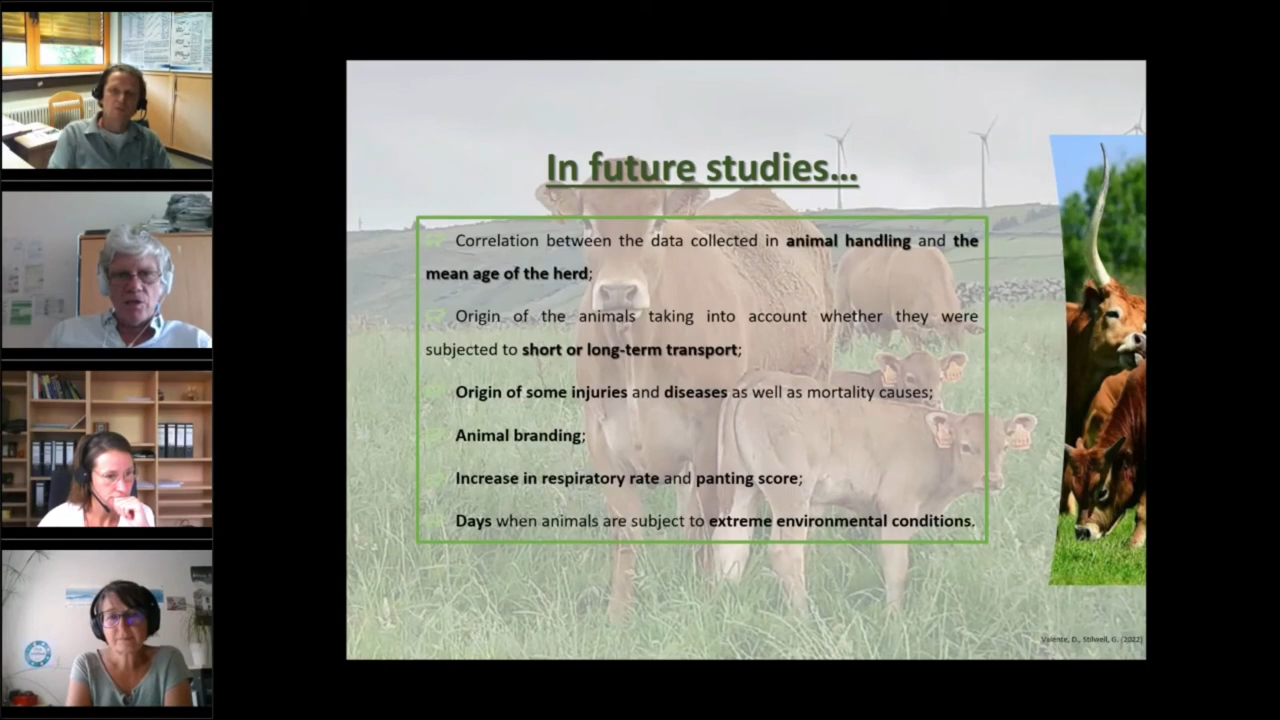 In future studies...
Correlation between the data collected in animal handling and the
mean age of the herd;
Origin of the animals taking into account whether they were
subjected to short or long-term transport;
Origin of some injuries and diseases as well as mortality causes;
Animal branding;
Increase in respiratory rate and panting score;
Days when animals are subject to extreme environmental conditions.
Valente, D., Stilwell, G. (2022)